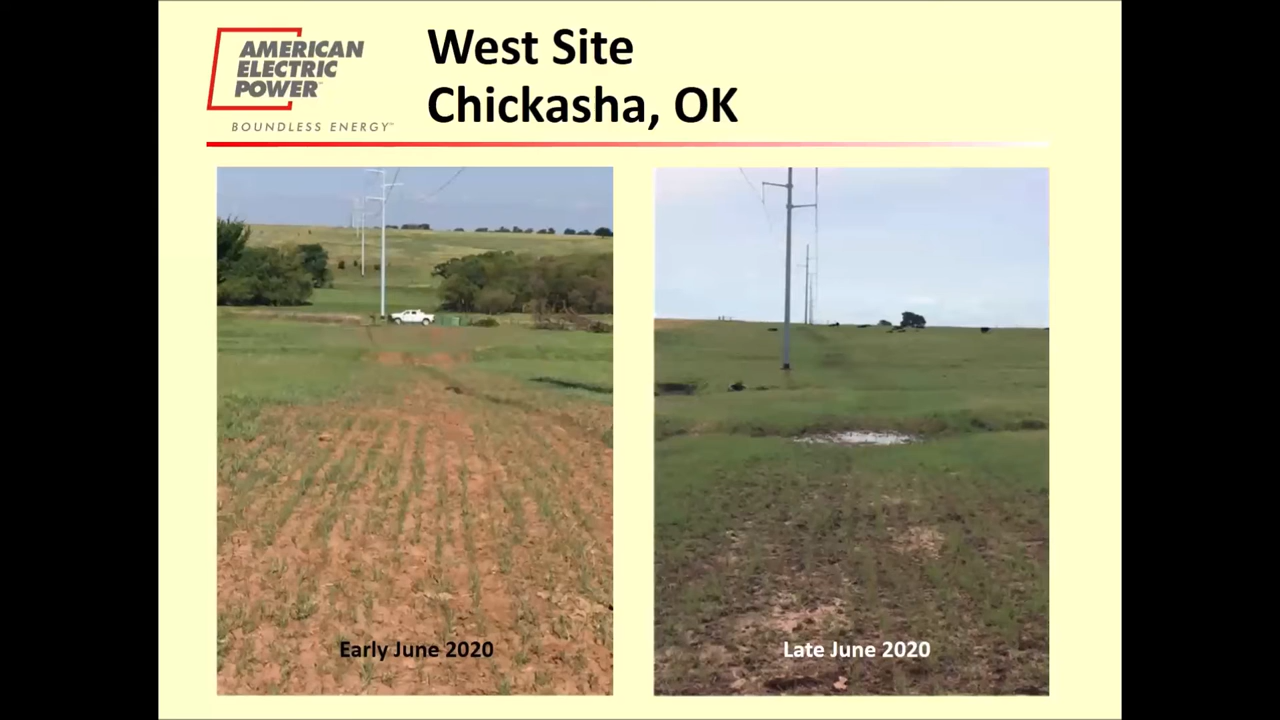 AMERICAN
ELECTRIC
POWER
BOUNDLESS ENERGY™
West Site
Chickasha, OK
Early June 2020
Late June 2020